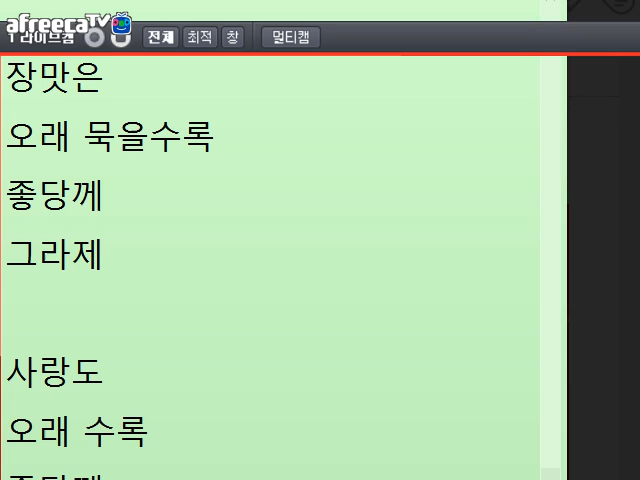 afreecaTV
1 라이브캠
전체 최적 창 멀티캠
장맛은
오래 묵을수록
좋당께
그라제
사랑도
오래 수록